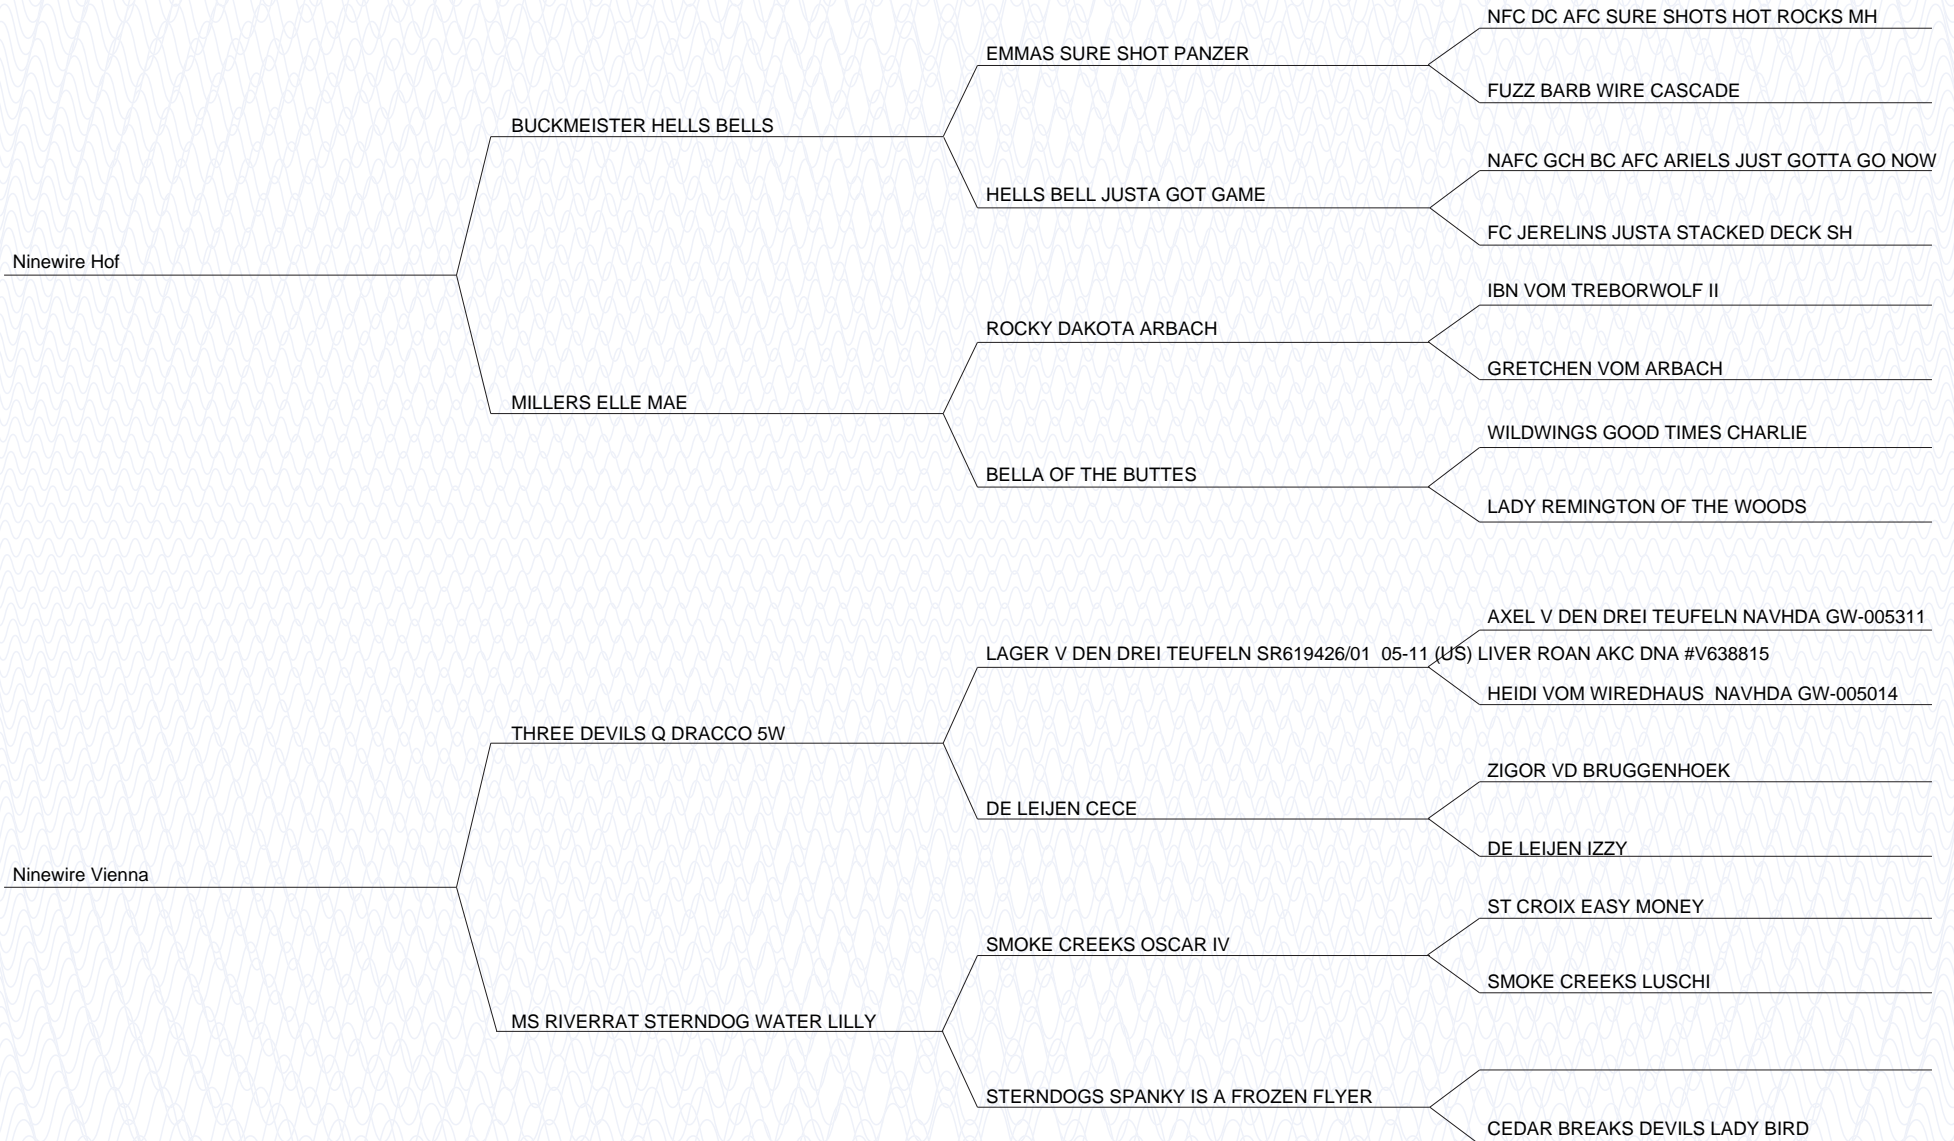 NFC DC AFC SURE SHOTS HOT ROCKS MH
EMMAS SURE SHOT PANZER
FUZZ BARB WIRE CASCADE
BUCKMEISTER HELLS BELLS
NAFC GCH BC AFC ARIELS JUST GOTTA GO NOW
HELLS BELL JUSTA GOT GAME
FC JERELINS JUSTA STACKED DECK SH
Ninewire Hof
IBN VOM TREBORWOLF II
ROCKY DAKOTA ARBACH
GRETCHEN VOM ARBACH
MILLERS ELLE MAE
WILDWINGS GOOD TIMES CHARLIE
BELLA OF THE BUTTES
LADY REMINGTON OF THE WOODS
AXEL V DEN DREI TEUFELN NAVHDA GW-005311
LAGER V DEN DREI TEUFELN SR619426/01  05-11 (US) LIVER ROAN AKC DNA #V638815
HEIDI VOM WIREDHAUS  NAVHDA GW-005014
THREE DEVILS Q DRACCO 5W
ZIGOR VD BRUGGENHOEK
DE LEIJEN CECE
DE LEIJEN IZZY
Ninewire Vienna
ST CROIX EASY MONEY
SMOKE CREEKS OSCAR IV
SMOKE CREEKS LUSCHI
MS RIVERRAT STERNDOG WATER LILLY
STERNDOGS SPANKY IS A FROZEN FLYER
CEDAR BREAKS DEVILS LADY BIRD